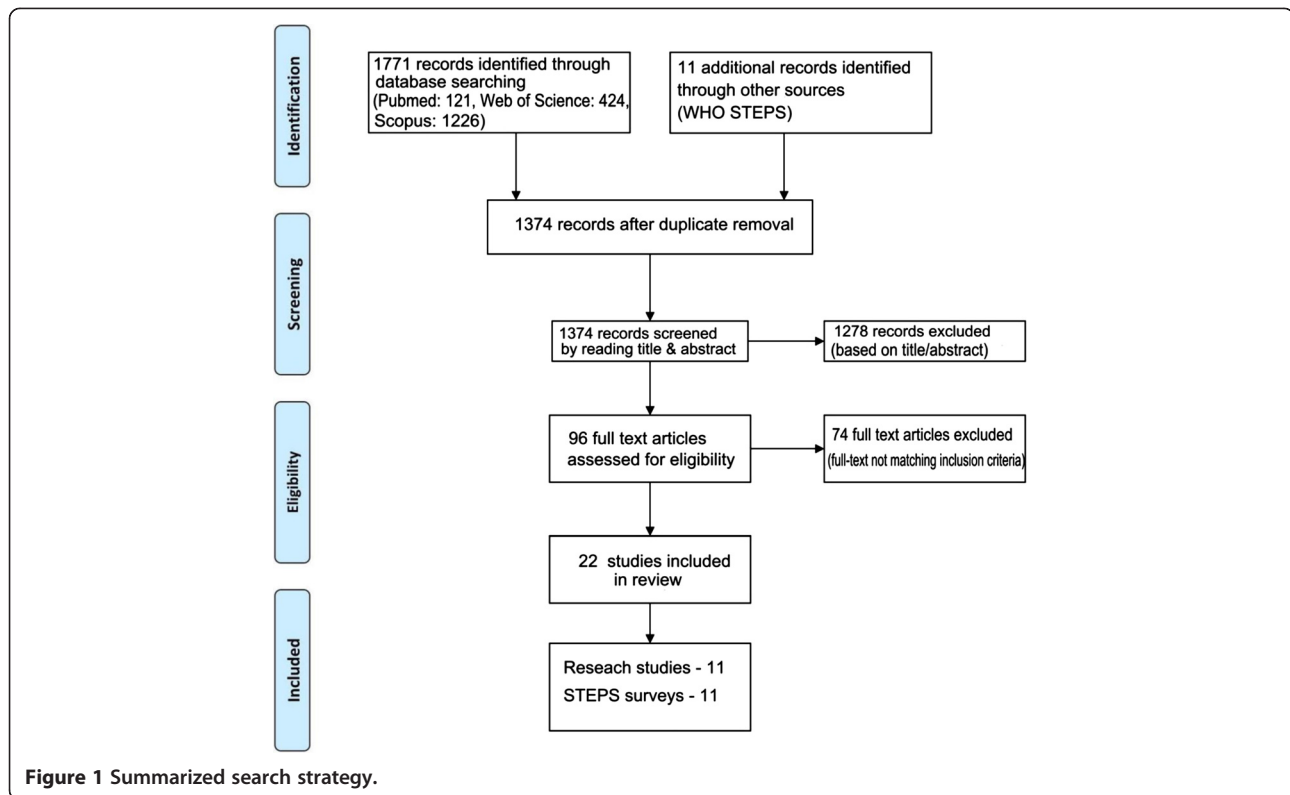 Identification
1771 records identified through
database searching
(Pubmed: 121, Web of Science: 424,
Scopus: 1226)
11 additional records identified
through other sources
(WHO STEPS)
1374 records after duplicate removal
Screening
1374 records screened
by reading title & abstract
1278 records excluded
(based on title/abstract)
Eligibility
96 full text articles
assessed for eligibility
74 full text articles excluded
(full-text not matching inclusion criteria)
22 studies included
in review
Included
Reseach studies - 11
STEPS surveys - 11
Figure 1 Summarized search strategy.